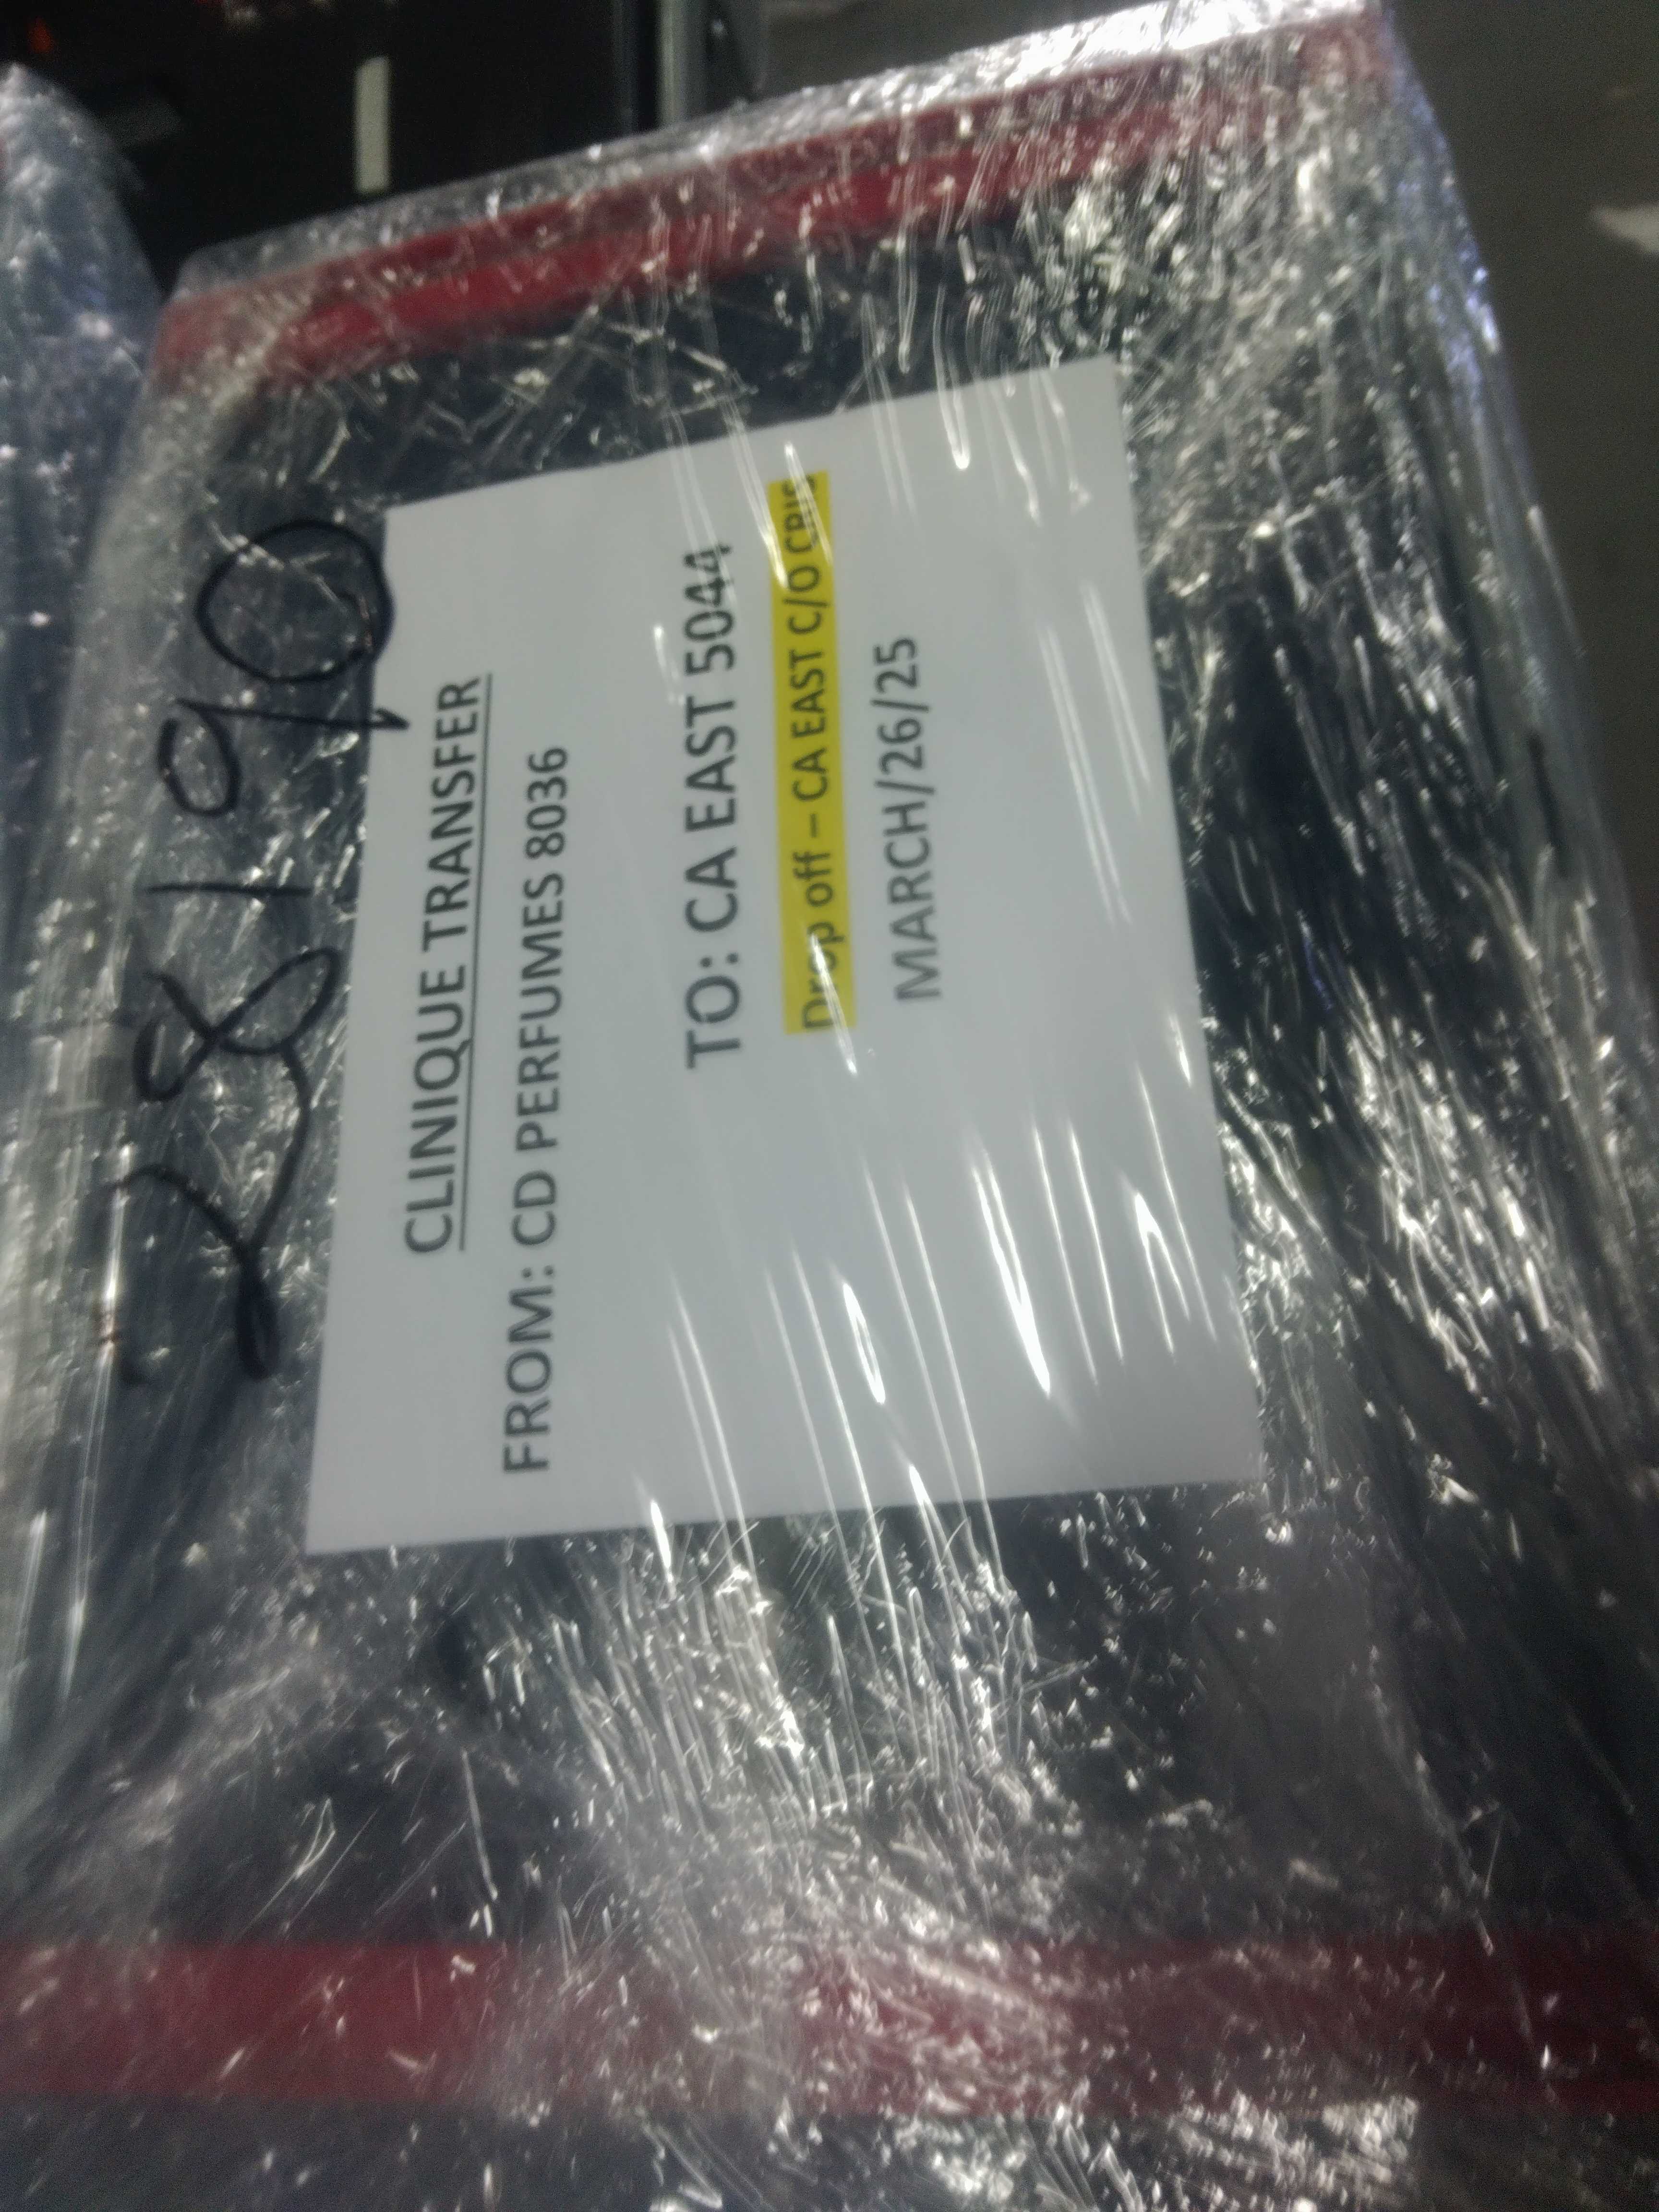 28190
CLINIQUE TRANSFER
FROM: CD PERFUMES 8036
TO: CA EAST 5044
Drop off – CA EAST C/O CRIS
MARCH/26/25